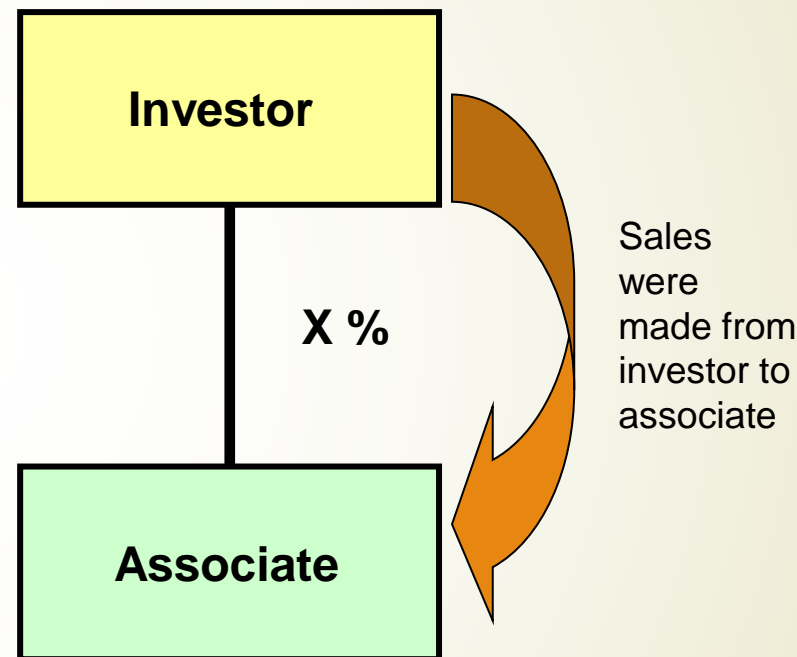 Investor
X %
Sales
were
made from
investor to
associate
Associate